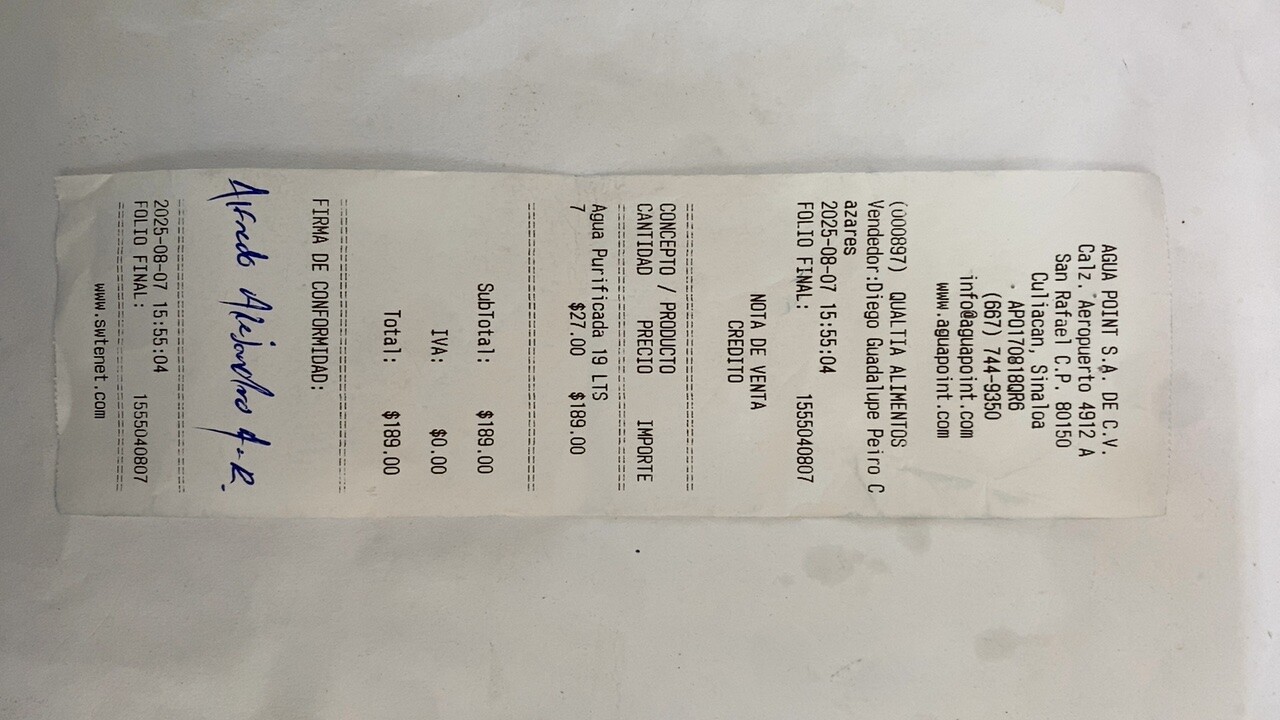 AGUA POINT S.A. DE C.V.
Calz. Aeropuerto 4912 A
San Rafael C.P. 80150
Culiacan, Sinaloa
APO170818QR6
(667) 744-9350
info@aguapoint.com
www.aguapoint.com
(000897) QUALTIA ALIMENTOS
Vendedor:Diego Guadalupe Peiro C
azares
2025-08-07 15:55:04
FOLIO FINAL: 1555040807
NOTA DE VENTA
CREDITO
CONCEPTO / PRODUCTO
CANTIDAD PRECIO IMPORTE
Agua Purificada 19 LTS
7 $27.00 $189.00
SubTotal: $189.00
IVA: $0.00
Total: $189.00
FIRMA DE CONFORMIDAD:
Alfredo Alejandro
2025-08-07 15:55:04
FOLIO FINAL: 1555040807
www.swtenet.com